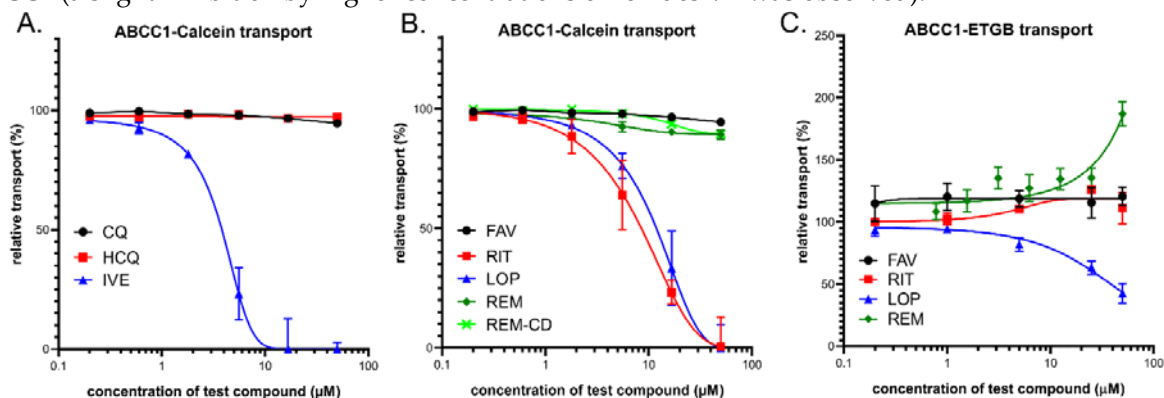 A.
ABCC1-Calcein transport
relative transport (%)
100
50
0
0.1
1
10
100
CQ
HCQ
IVE
concentration of test compound (µM)
B.
ABCC1-Calcein transport
relative transport (%)
100
50
0
0.1
1
10
100
FAV
RIT
LOP
REM
REM-CD
concentration of test compound (µM)
C.
ABCC1-ETGB transport
relative transport (%)
250
200
150
100
50
0
0.1
1
10
100
FAV
RIT
LOP
REM
concentration of test compound (µM)